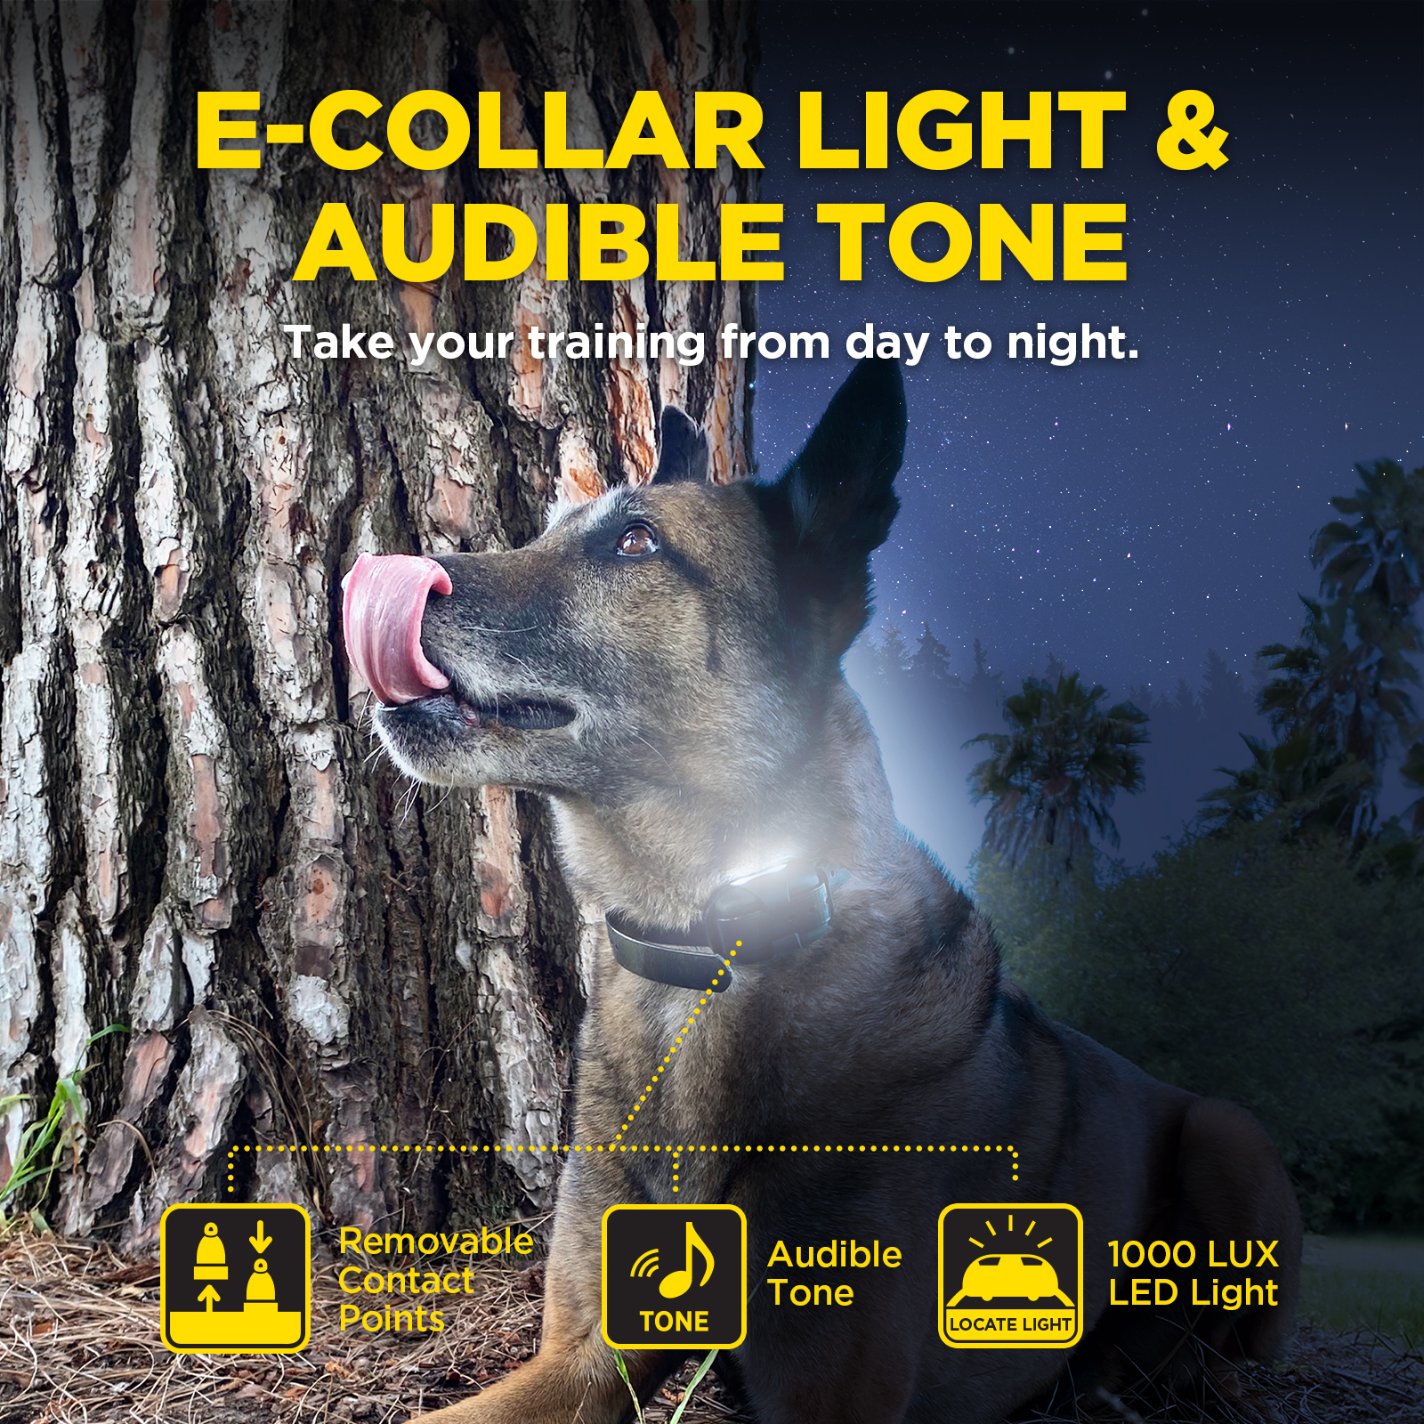 E-COLLAR LIGHT &
AUDIBLE TONE
Take your training from day to night.
Removable
Contact
Points
TONE
Audible
Tone
LOCATE LIGHT
1000 LUX
LED Light